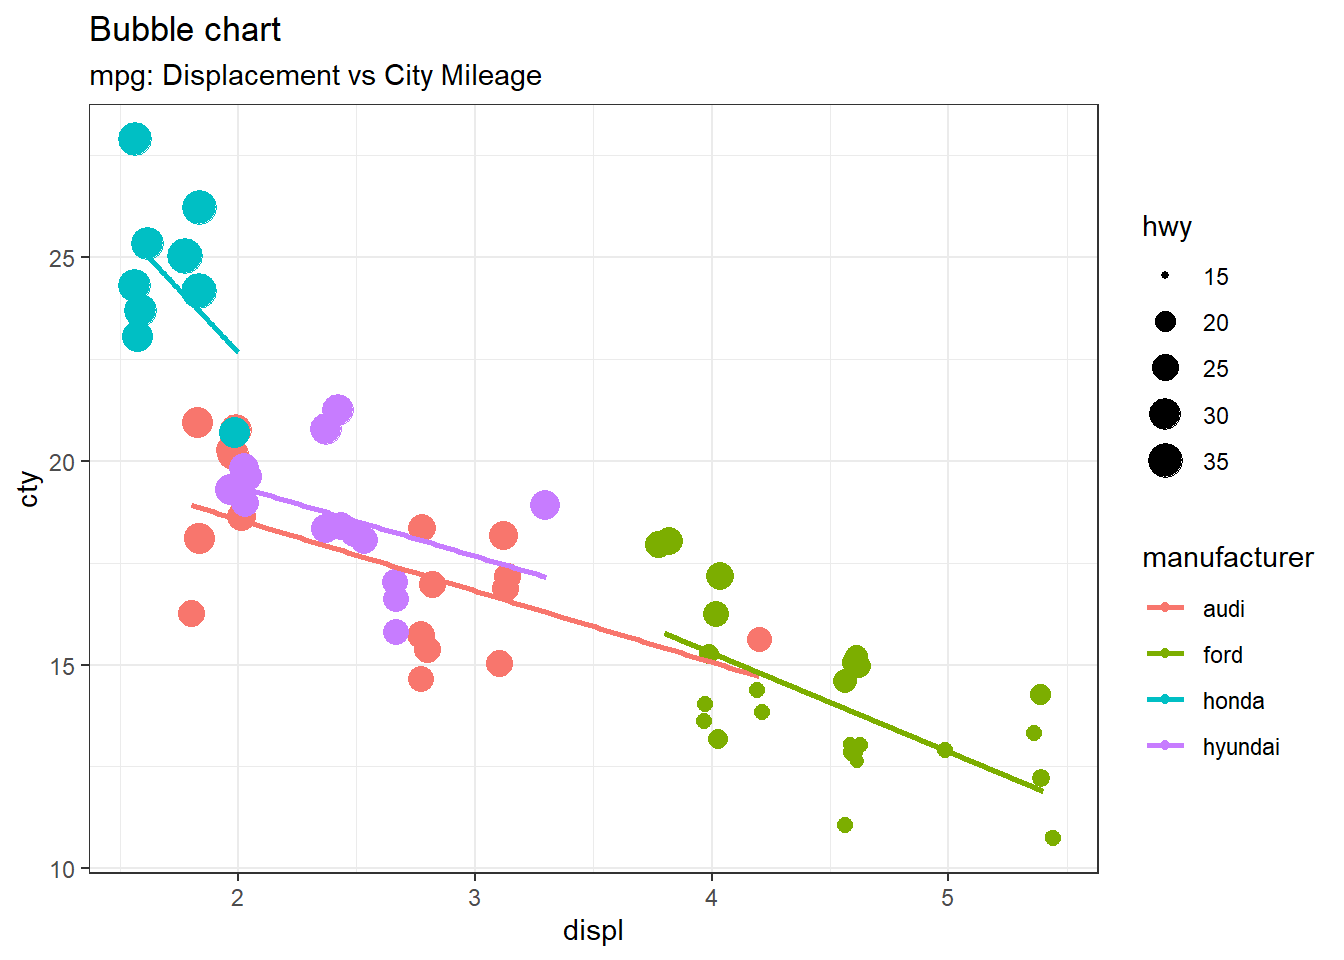 Bubble chart
mpg: Displacement vs City Mileage
25
20
15
10
cty
2 3 4 5
displ
hwy
15
20
25
30
35
manufacturer
audi
ford
honda
hyundai